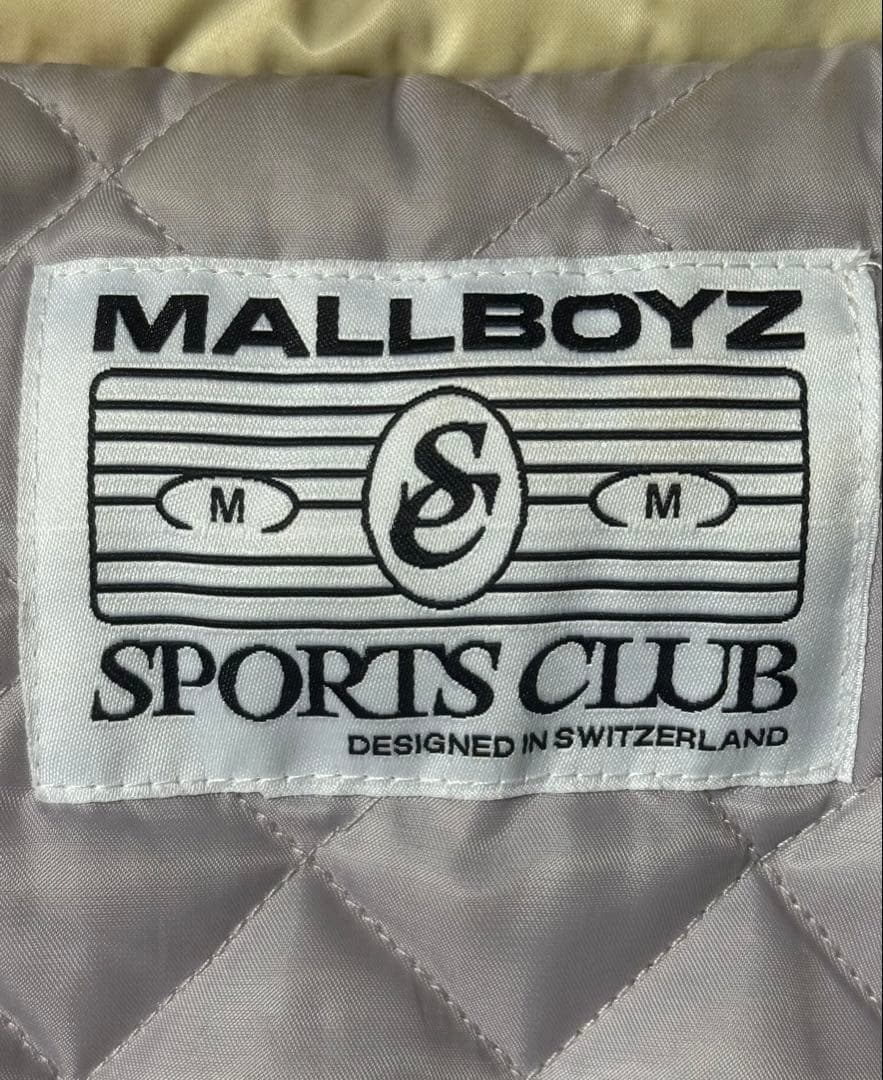 MALLBOYZ
M SC M
SPORTS CLUB
DESIGNED IN SWITZERLAND